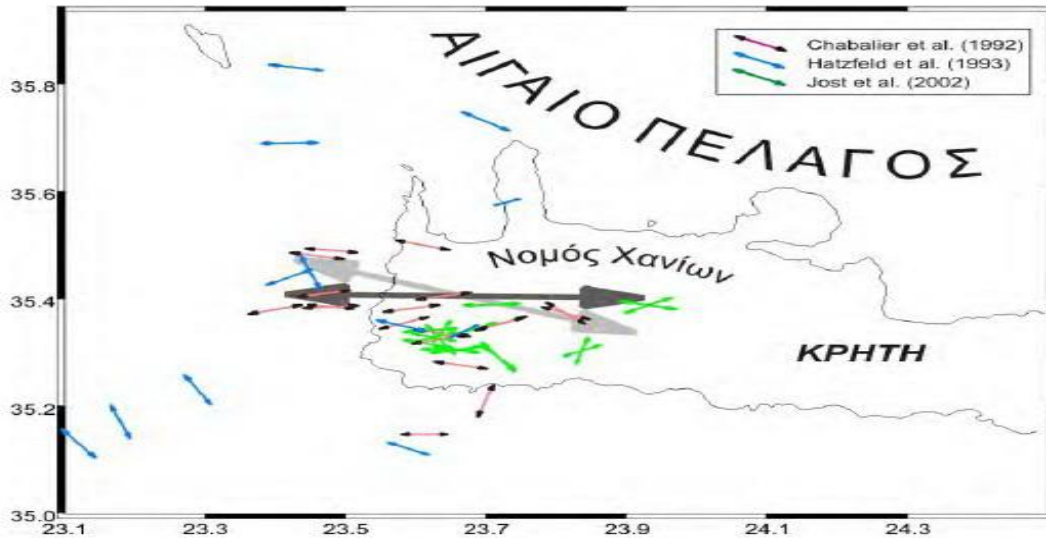 Chabalier et al. (1992)
Hatzfeld et al. (1993)
Jost et al. (2002)
ΑΙΓΑΙΟ ΠΕΛΑΓΟΣ
Νομός Χανίων
ΚΡΗΤΗ
35.8
35.6
35.4
35.2
35.0
23.1 23.3 23.5 23.7 23.9 24.1 24.3